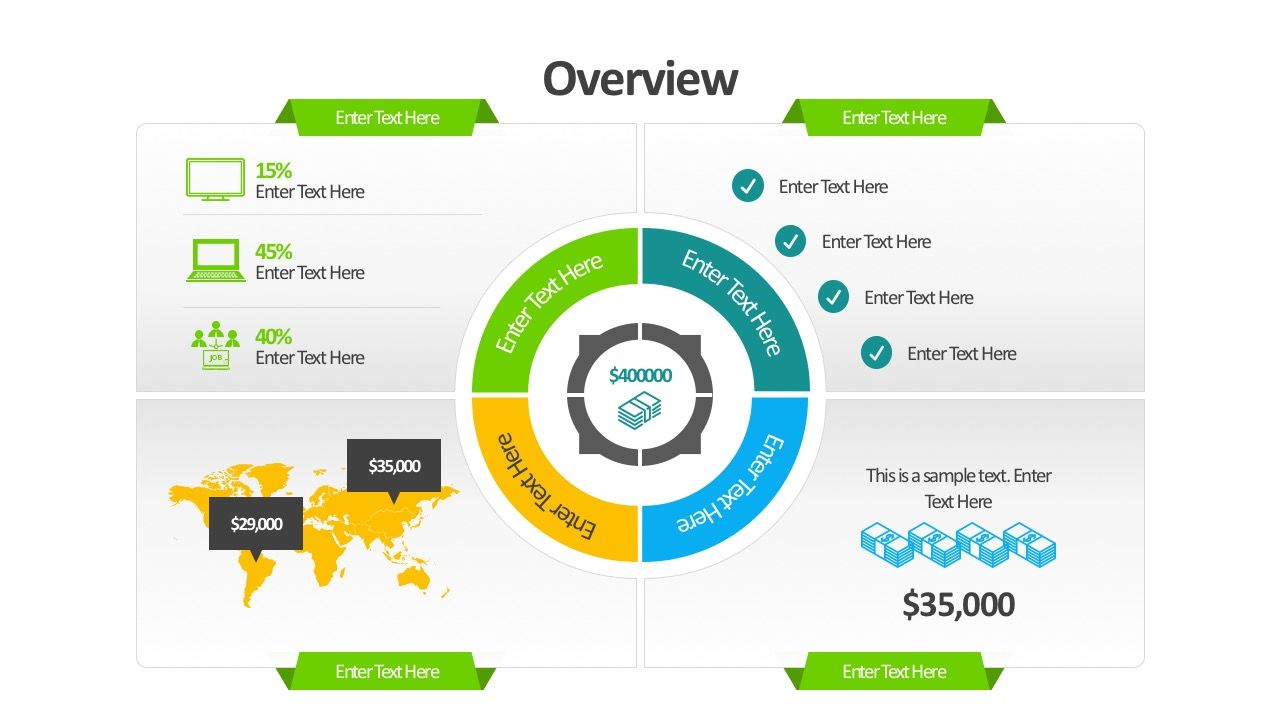 Overview
Enter Text Here
Enter Text Here
15%
Enter Text Here
45%
Enter Text Here
JOB
40%
Enter Text Here
Enter Text Here
Enter Text Here
Enter Text Here
Enter Text Here
Enter Text Here
Enter Text Here
$400000
Enter Text Here
Enter Text Here
$35,000
$29,000
This is a sample text. Enter
Text Here
$ $ $ $
$35,000
Enter Text Here
Enter Text Here